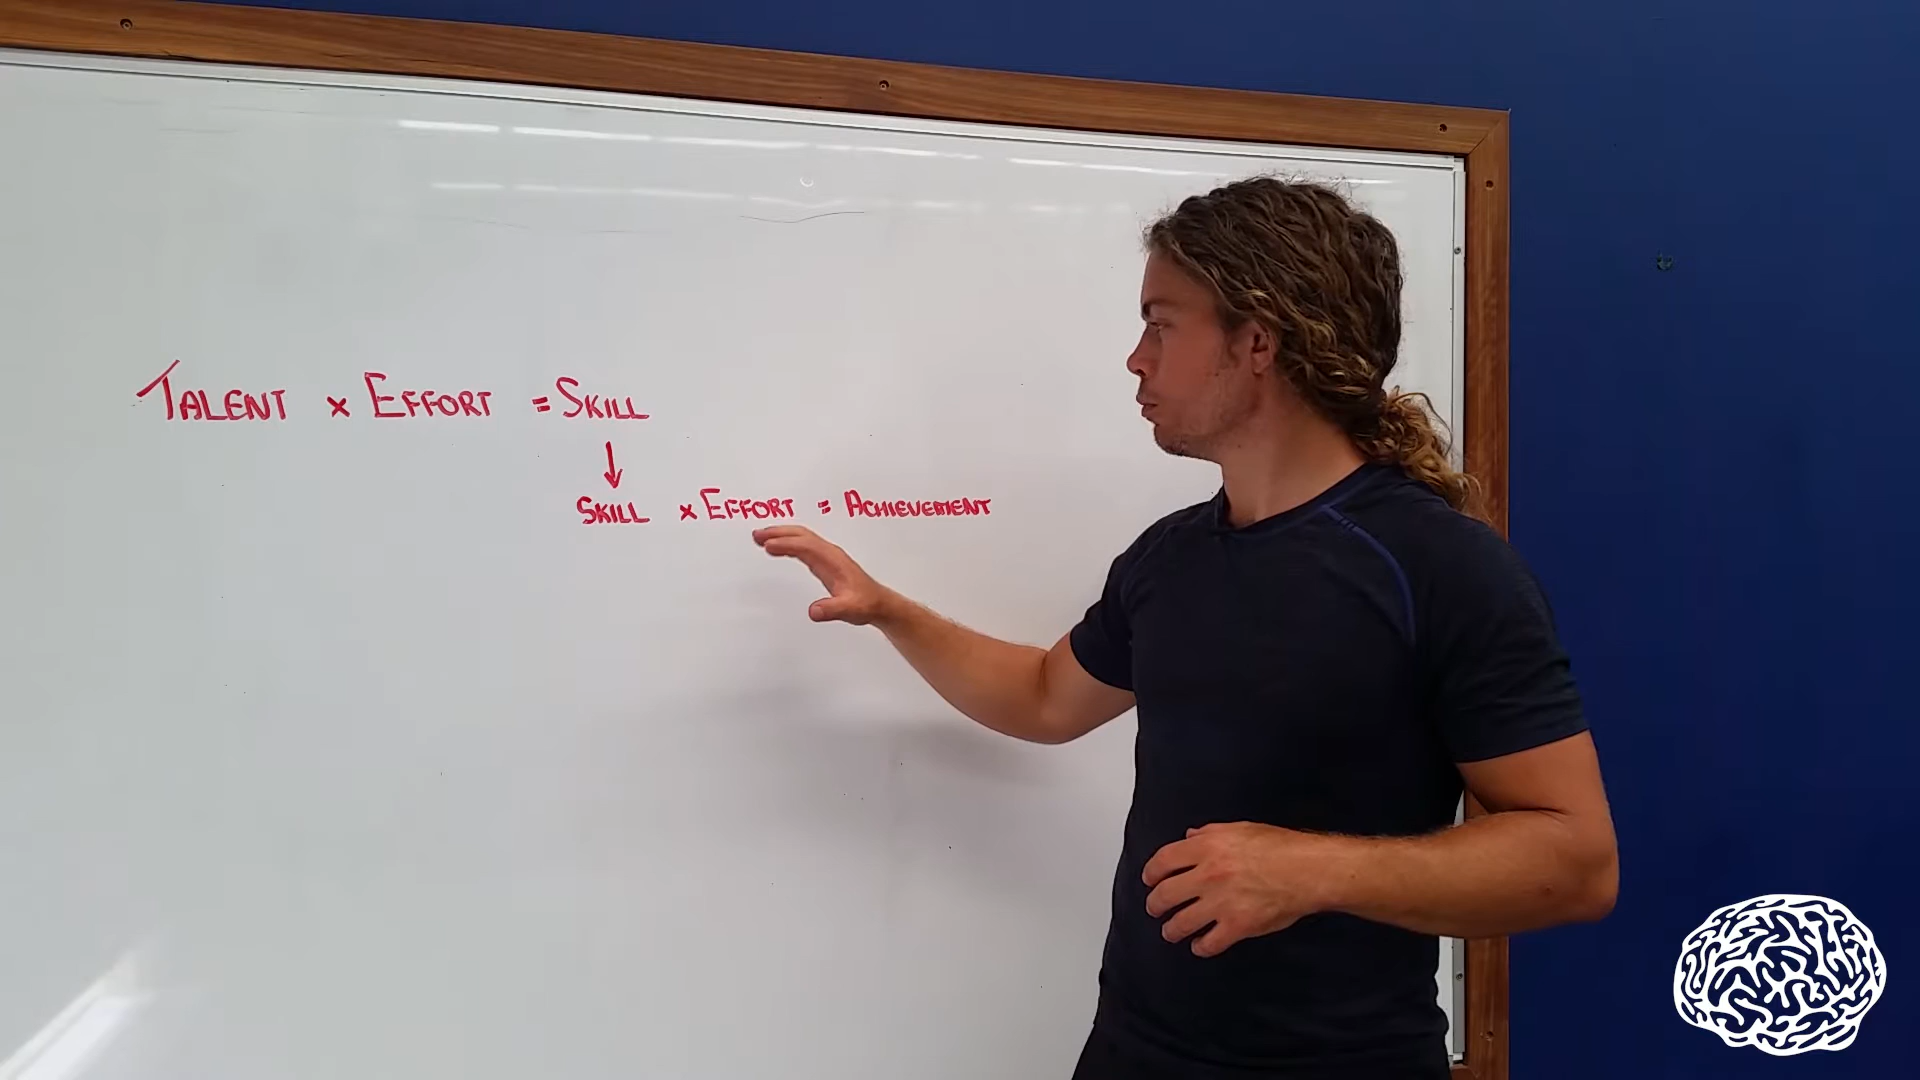 TALENT x EFFORT = SKILL
↓
SKILL x EFFORT = ACHIEVEMENT